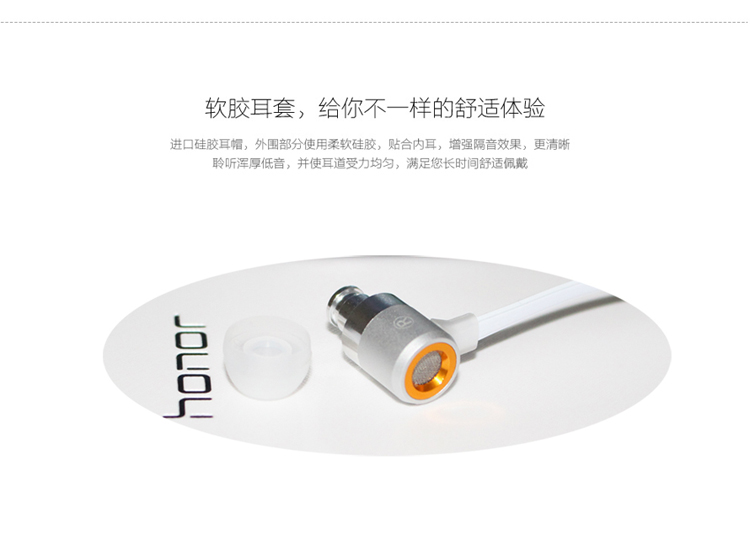 软胶耳套，给你不一样的舒适体验
进口硅胶耳帽，外围部分使用柔软硅胶，贴合内耳，增强隔音效果，更清晰
聆听浑厚低音，并使耳道受力均匀，满足您长时间舒适佩戴
honor
R